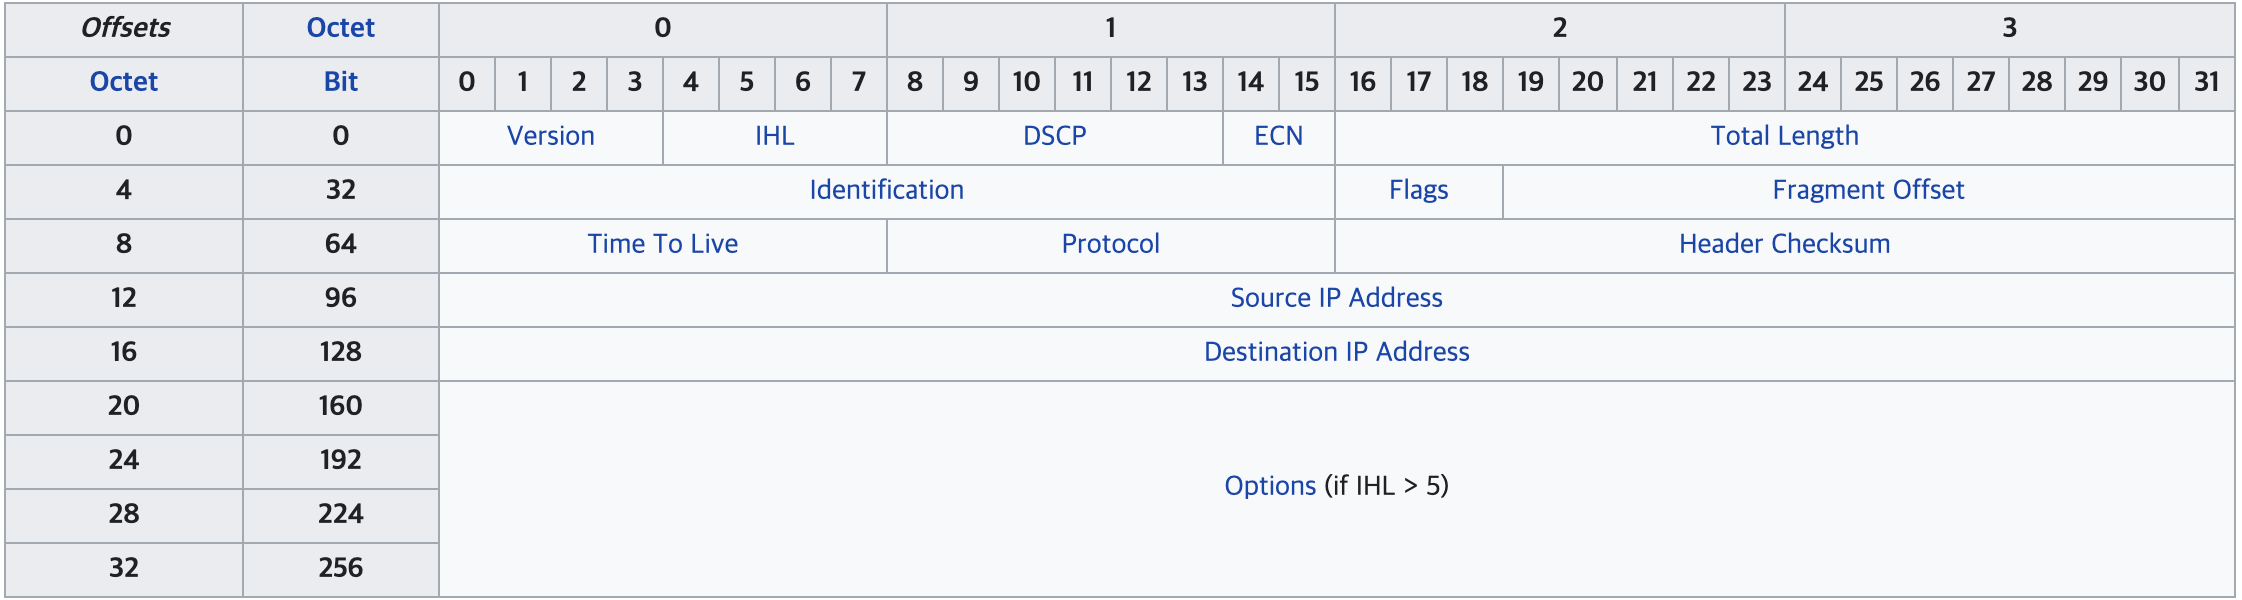 Offsets Octet 0 1 2 3
Octet Bit 0 1 2 3 4 5 6 7 8 9 10 11 12 13 14 15 16 17 18 19 20 21 22 23 24 25 26 27 28 29 30 31
0 0 Version IHL DSCP ECN Total Length
4 32 Identification Flags Fragment Offset
8 64 Time To Live Protocol Header Checksum
12 96 Source IP Address
16 128 Destination IP Address
20 160
24 192
Options (if IHL > 5)
28 224
32 256